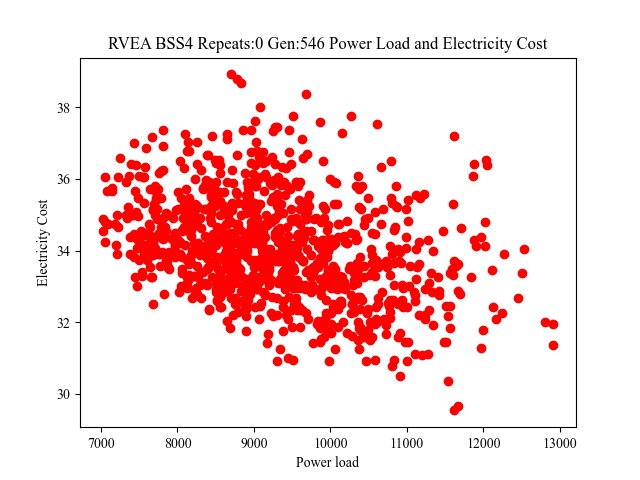 RVEA BSS4 Repeats:0 Gen:546 Power Load and Electricity Cost
38
36
34
32
30
Electricity Cost
7000 8000 9000 10000 11000 12000 13000
Power load